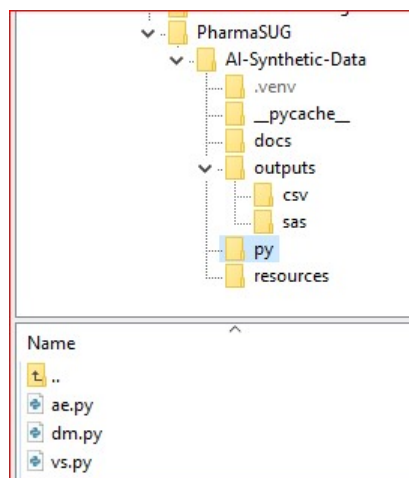 PharmaSUG
AI-Synthetic-Data
.venv
__pycache__
docs
outputs
csv
sas
py
resources
Name
..
ae.py
dm.py
vs.py